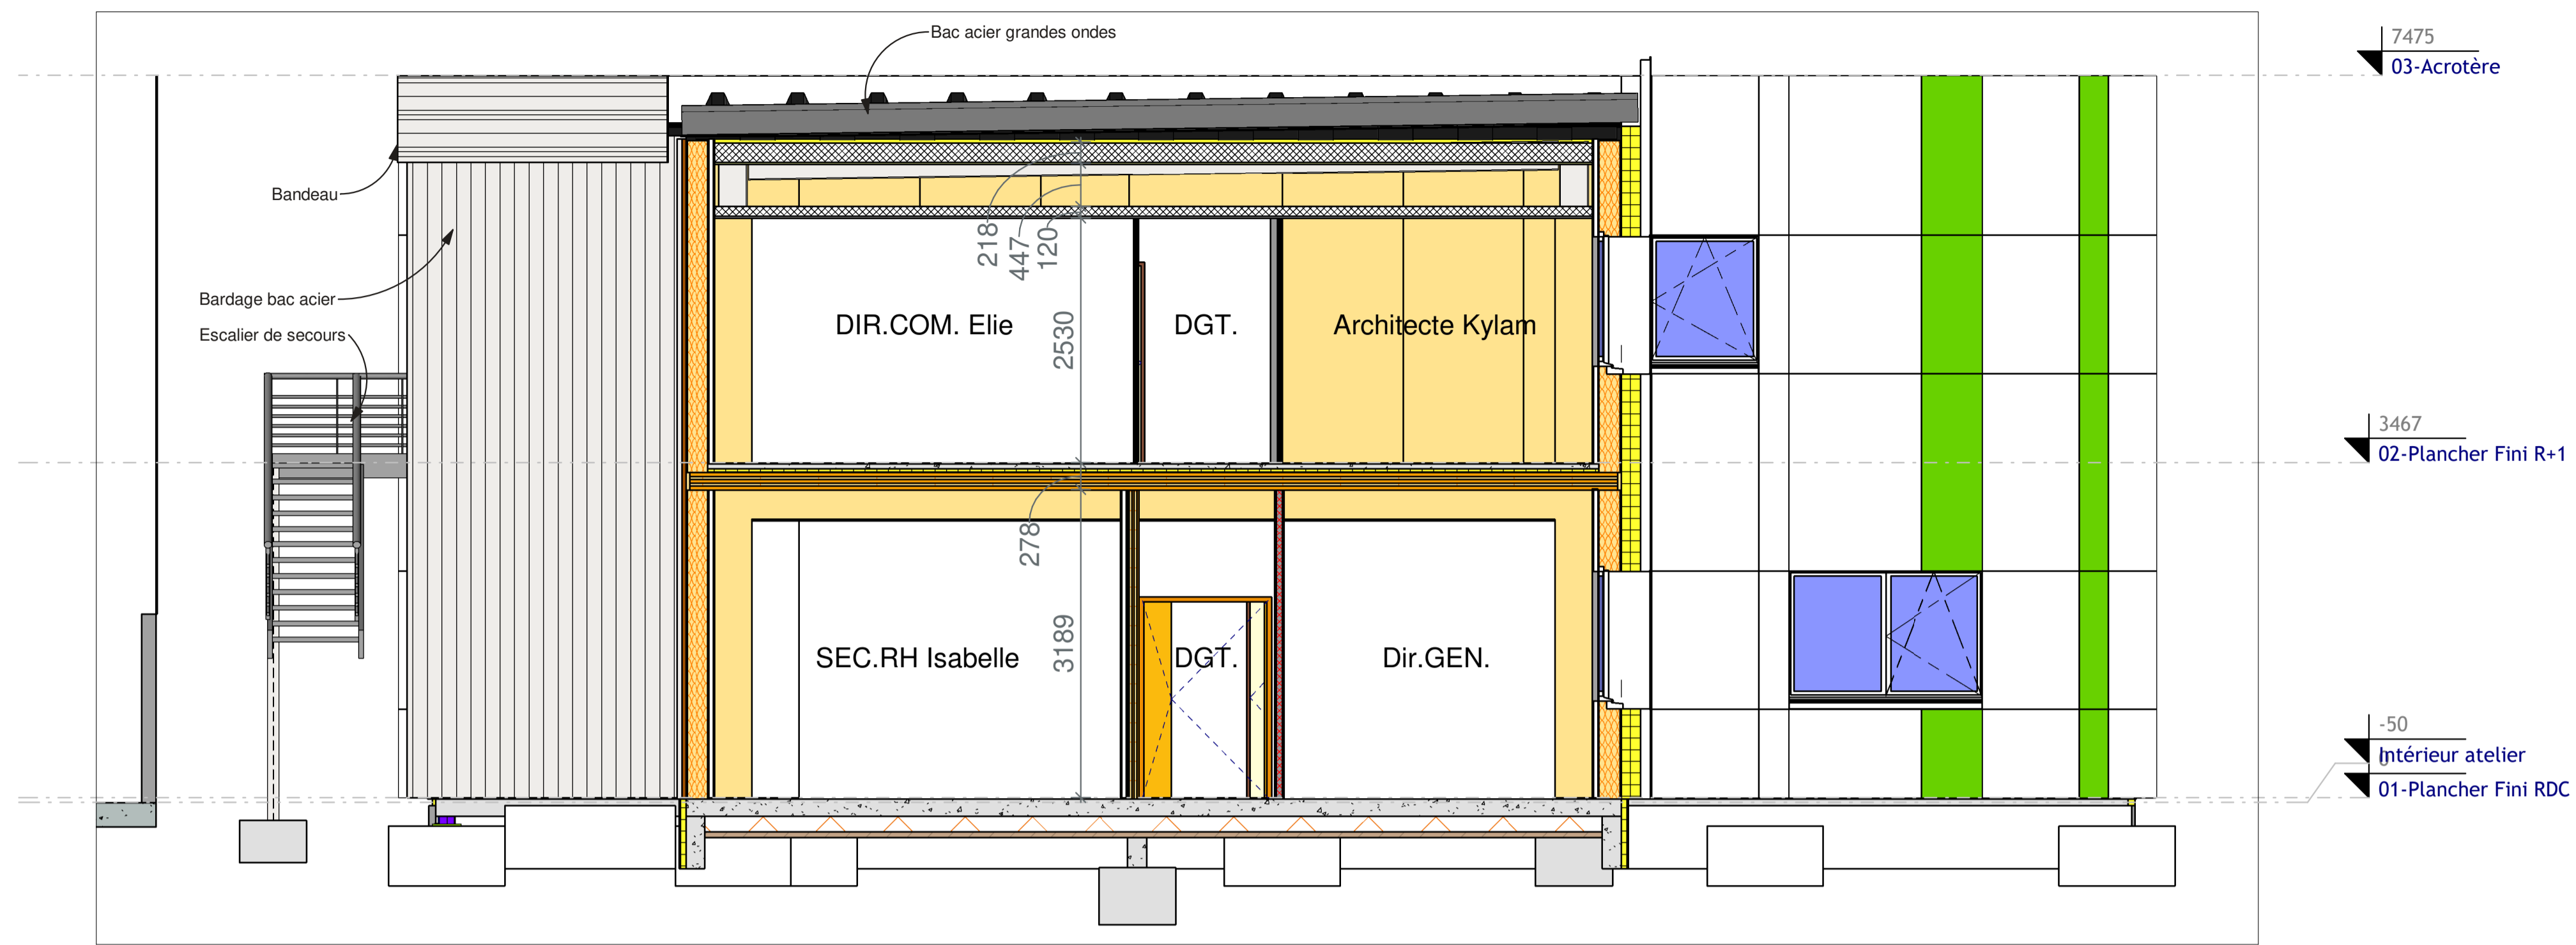 Bac acier grandes ondes
7475
03-Acrotère
Bandeau
218
447
120
Bardage bac acier
Escalier de secours
DIR.COM. Elie
DGT.
Architecte Kylam
2530
3467
02-Plancher Fini R+1
278
SEC.RH Isabelle
3189
DGT.
Dir.GEN.
-50
Intérieur atelier
0
01-Plancher Fini RDC